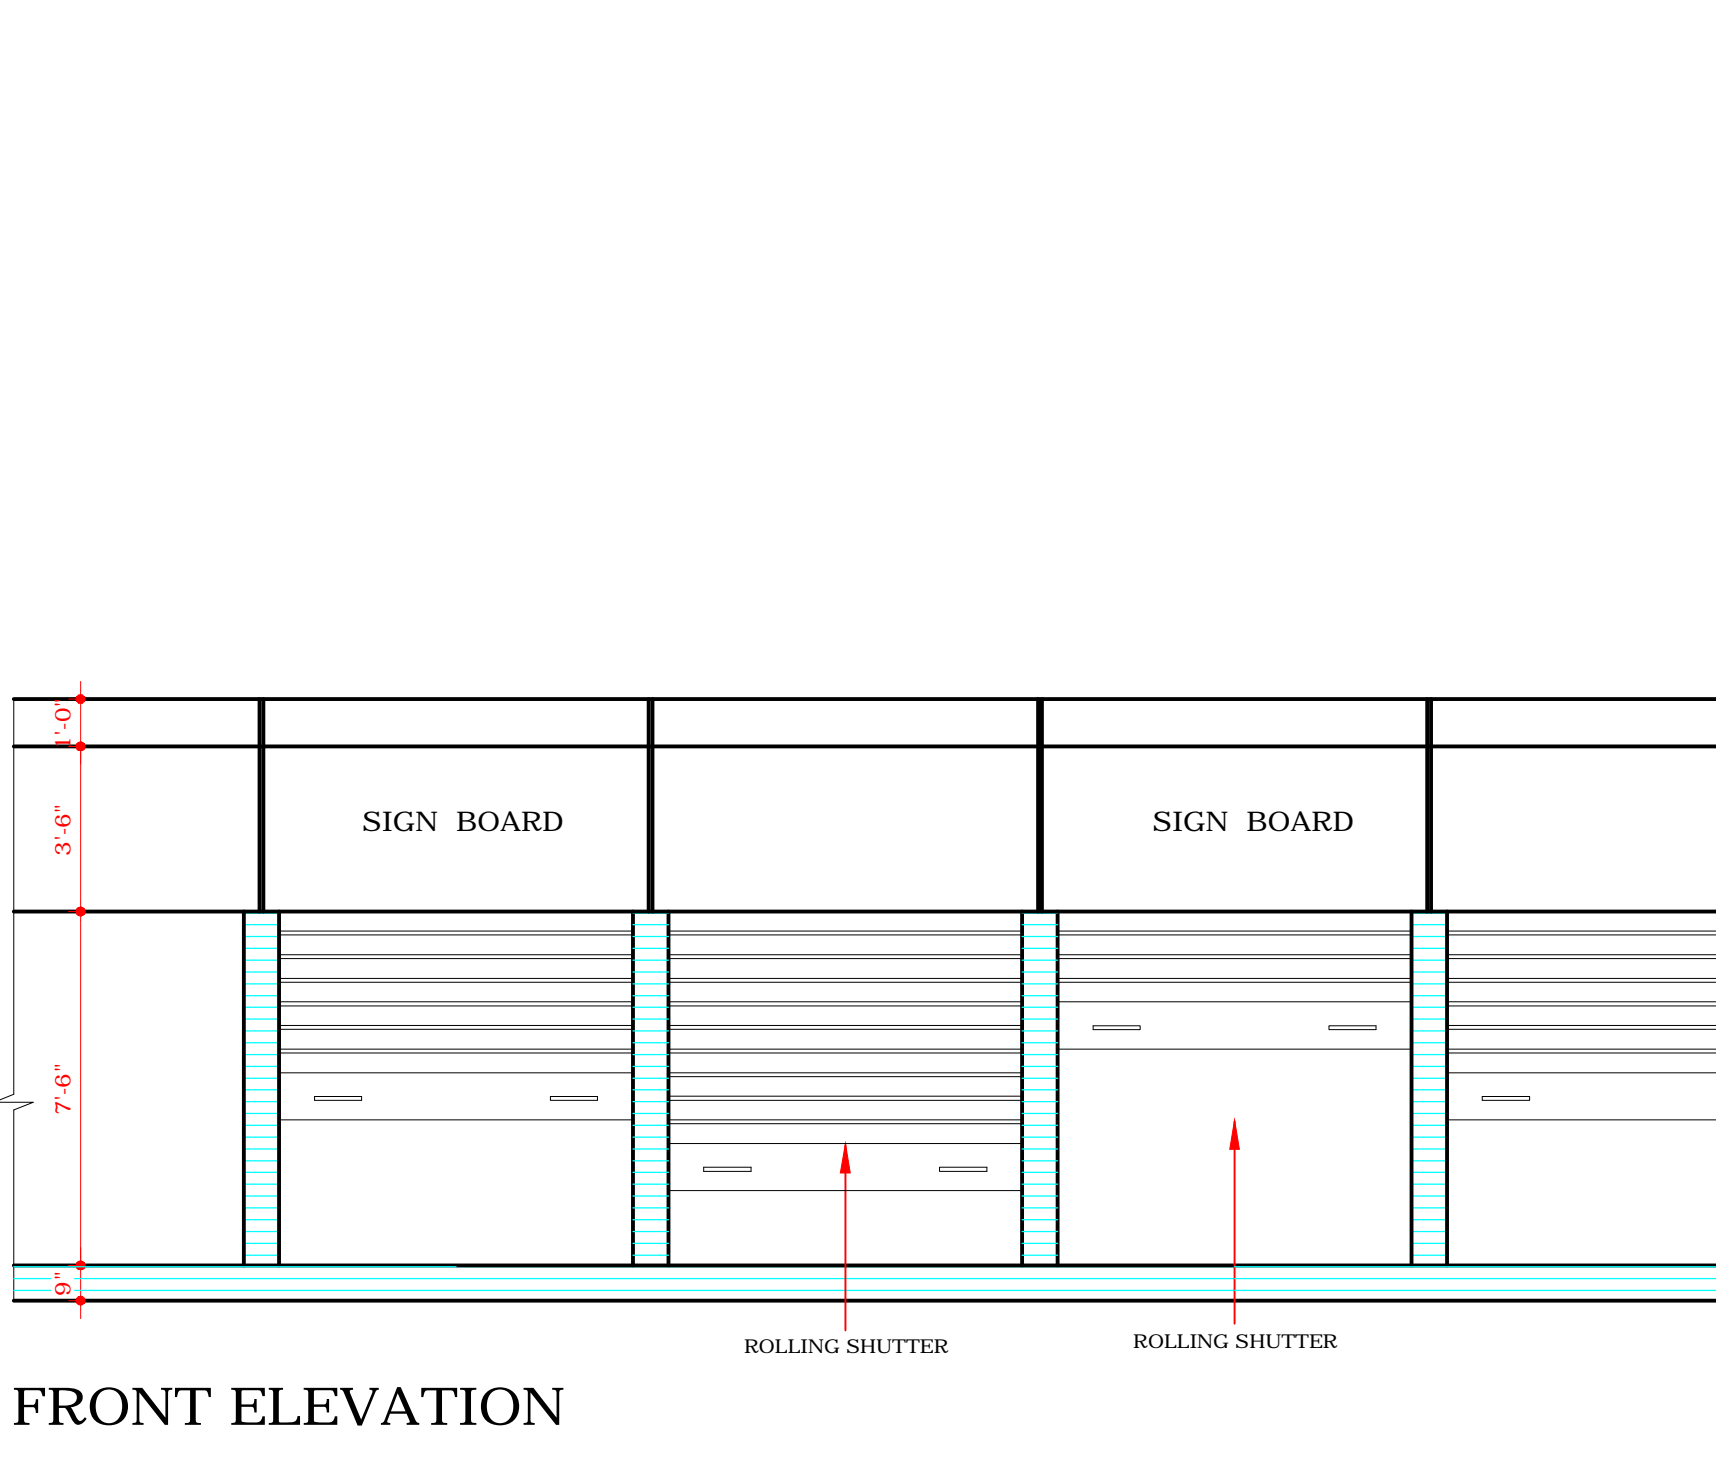 1'-0"
3'-6"
SIGN BOARD
SIGN BOARD
7'-6"
9"
ROLLING SHUTTER
ROLLING SHUTTER
FRONT ELEVATION